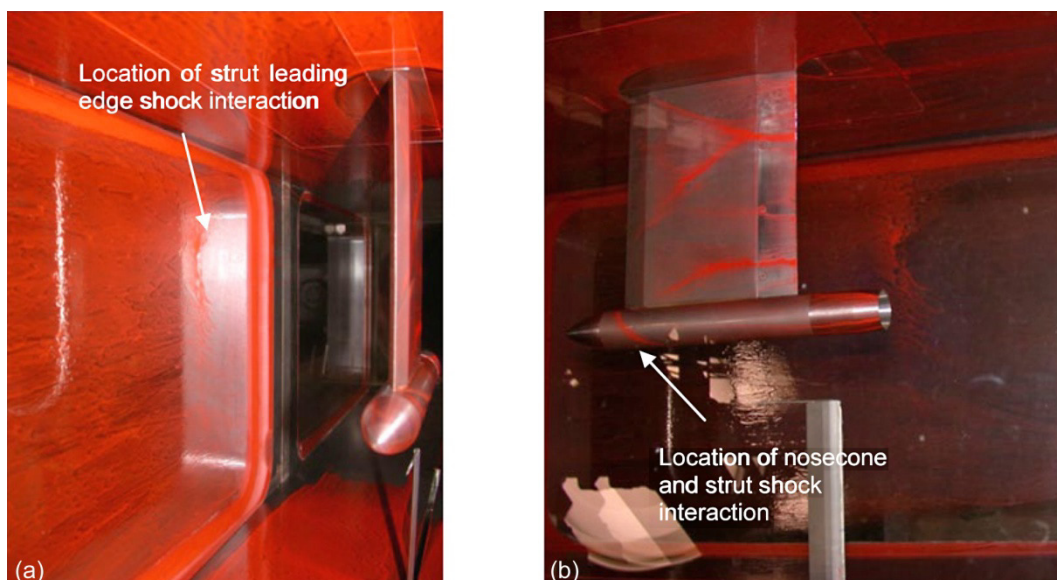 Location of strut leading
edge shock interaction
(a)
Location of nosecone
and strut shock
interaction
(b)